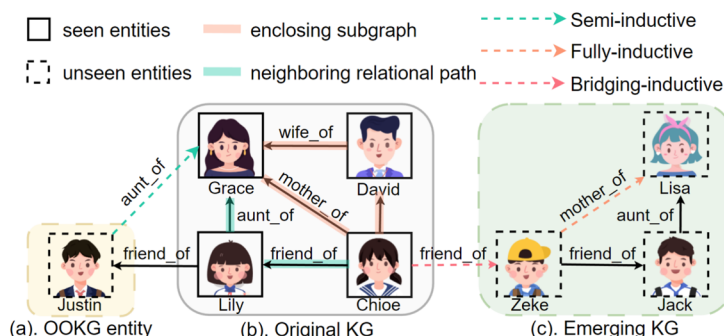 seen entities
enclosing subgraph
Semi-inductive
unseen entities
neighboring relational path
Fully-inductive
Bridging-inductive
aunt_of
wife_of
Grace
David
mother_of
aunt_of
mother_of
Lisa
aunt_of
friend_of
friend_of
friend_of
friend_of
Justin
Lily
Chioe
Zeke
Jack
(a). OOKG entity
(b). Original KG
(c). Emerging KG